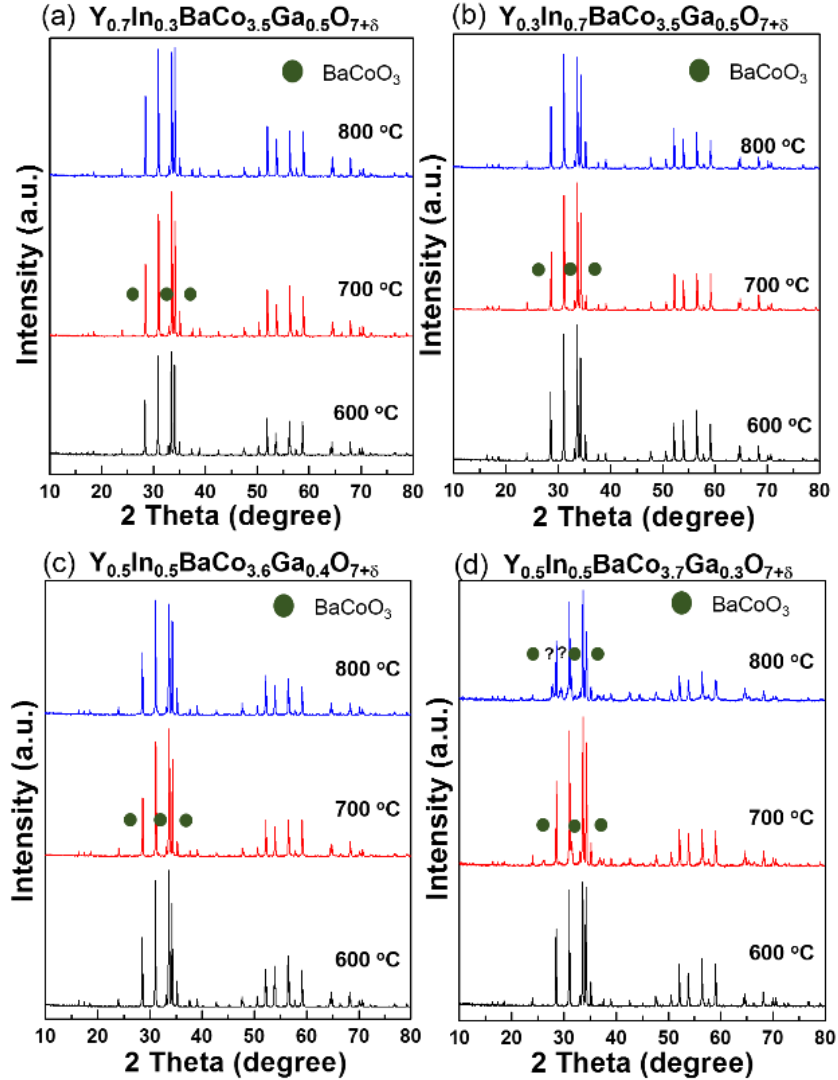 (a) Y0.7In0.3BaCo3.5Ga0.5O7+δ
BaCoO3
800 oC
700 oC
600 oC
Intensity (a.u.)
10 20 30 40 50 60 70 80
2 Theta (degree)
(b) Y0.3In0.7BaCo3.5Ga0.5O7+δ
BaCoO3
800 oC
700 oC
600 oC
Intensity (a.u.)
10 20 30 40 50 60 70 80
2 Theta (degree)
(c) Y0.5In0.5BaCo3.6Ga0.4O7+δ
BaCoO3
800 oC
700 oC
600 oC
Intensity (a.u.)
10 20 30 40 50 60 70 80
2 Theta (degree)
(d) Y0.5In0.5BaCo3.7Ga0.3O7+δ
BaCoO3
??
800 oC
700 oC
600 oC
Intensity (a.u.)
10 20 30 40 50 60 70 80
2 Theta (degree)